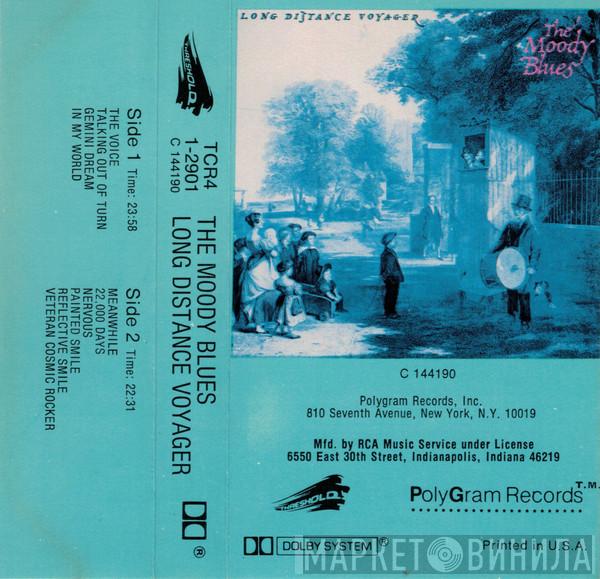 THRESHOLD
Side 1 Time: 23:58
THE VOICE
TALKING OUT OF TURN
GEMINI DREAM
IN MY WORLD
Side 2 Time: 22:31
MEANWHILE
22,000 DAYS
NERVOUS
PAINTED SMILE
REFLECTIVE SMILE
VETERAN COSMIC ROCKER
TCR4
1-2901
C 144190
THE MOODY BLUES
LONG DISTANCE VOYAGER
®
LONG DISTANCE VOYAGER
The Moody Blues
C 144190
Polygram Records, Inc.
810 Seventh Avenue, New York, N.Y. 10019
Mfd. by RCA Music Service under License
6550 East 30th Street, Indianapolis, Indiana 46219
THRESHOLD
PolyGram Records T.M.
DOLBY SYSTEM ®
Printed in U.S.A.
МАРКЕТ ВИНИЛА